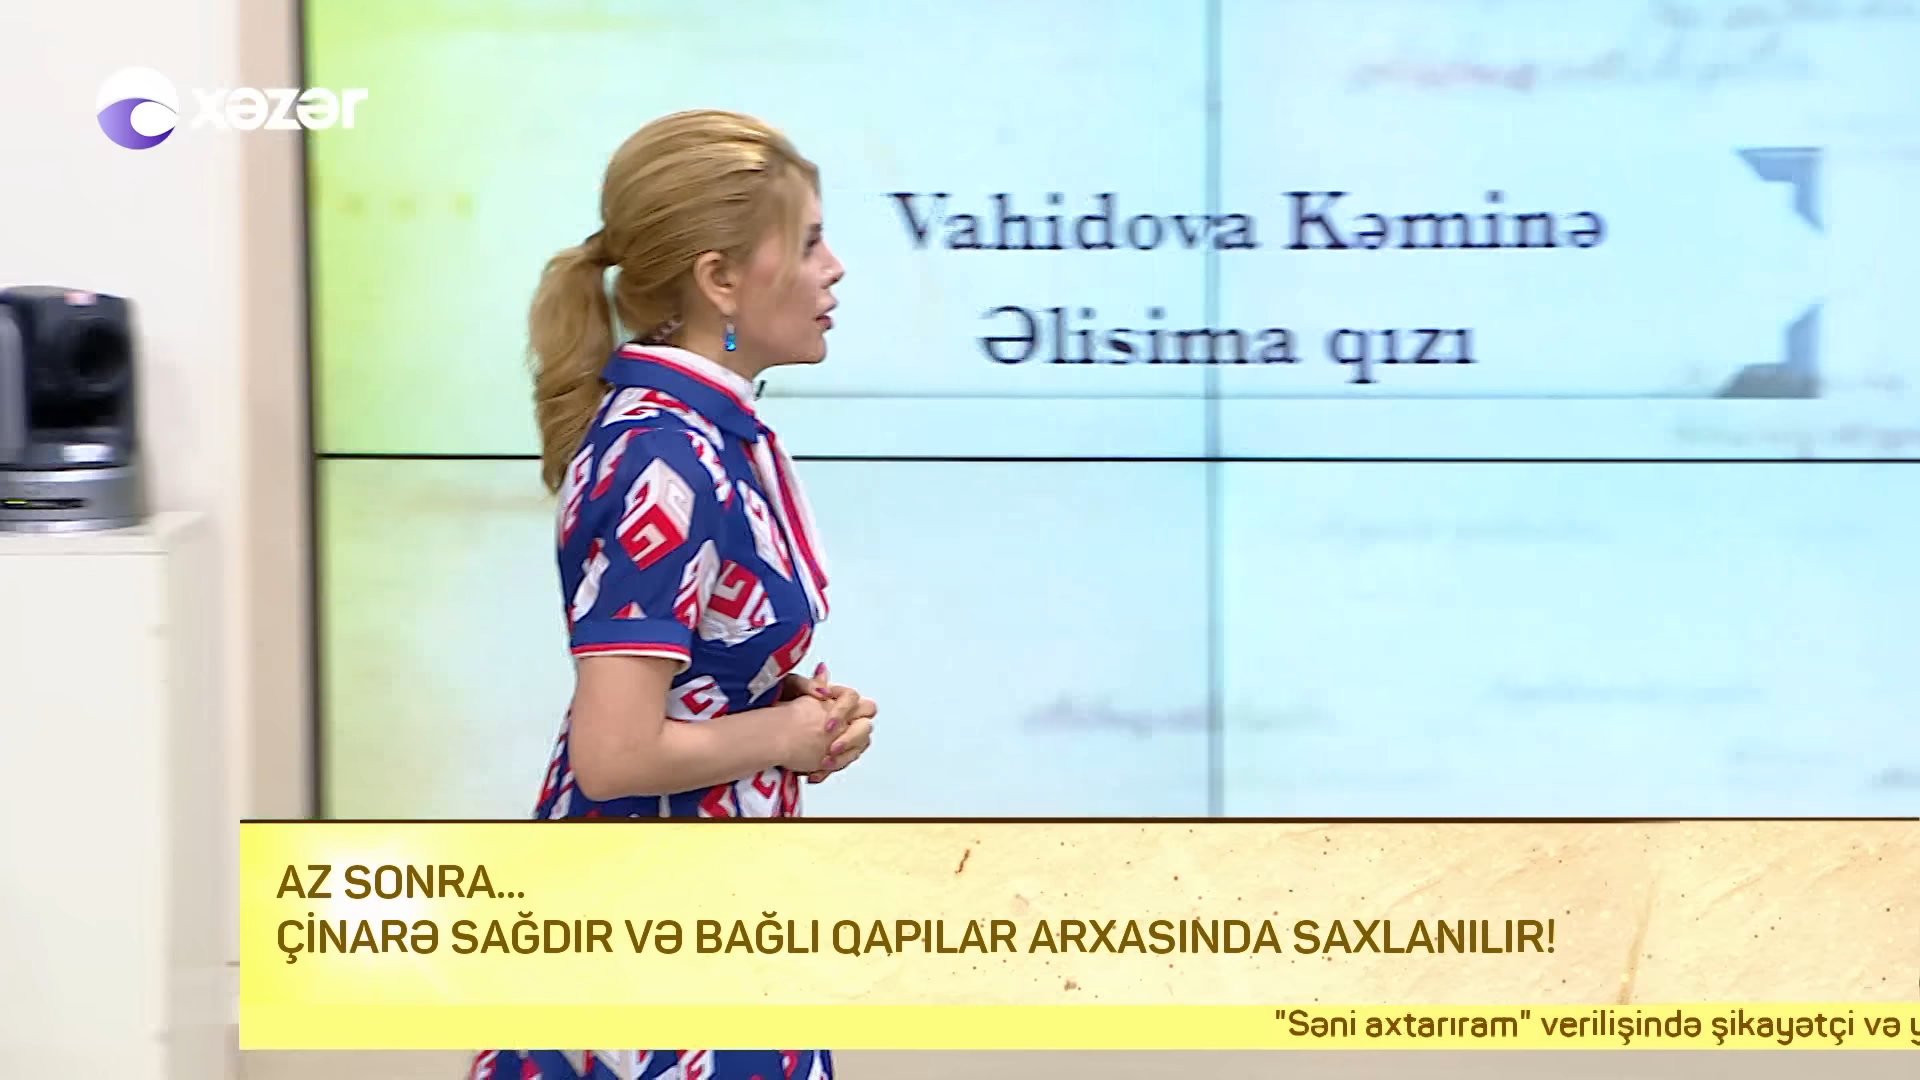 xəzər
Vahidova Kəminə
Əlisima qızı
AZ SONRA...
ÇİNARƏ SAĞDIR VƏ BAĞLI QAPILAR ARXASINDA SAXLANILIR!
"Səni axtarıram" verilişində şikayətçi və